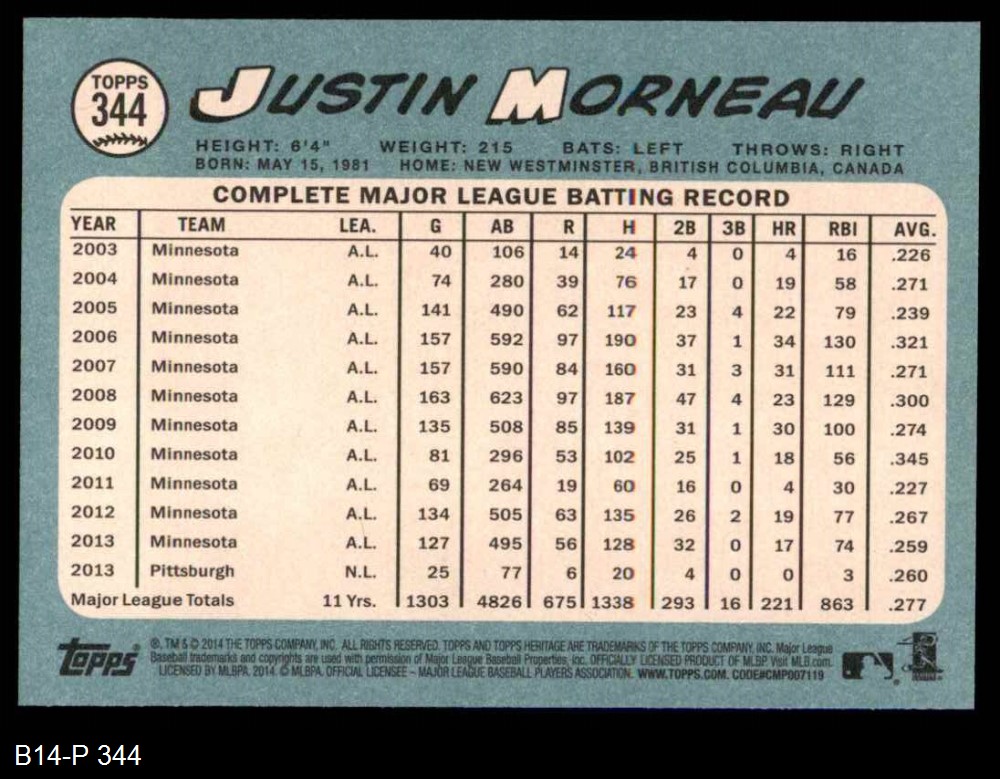 TOPPS
344
JUSTIN MORNEAU
HEIGHT: 6'4" WEIGHT: 215 BATS: LEFT THROWS: RIGHT
BORN: MAY 15, 1981 HOME: NEW WESTMINSTER, BRITISH COLUMBIA, CANADA
COMPLETE MAJOR LEAGUE BATTING RECORD
YEAR TEAM LEA. G AB R H 2B 3B HR RBI AVG.
2003 Minnesota A.L. 40 106 14 24 4 0 4 16 .226
2004 Minnesota A.L. 74 280 39 76 17 0 19 58 .271
2005 Minnesota A.L. 141 490 62 117 23 4 22 79 .239
2006 Minnesota A.L. 157 592 97 190 37 1 34 130 .321
2007 Minnesota A.L. 157 590 84 160 31 3 31 111 .271
2008 Minnesota A.L. 163 623 97 187 47 4 23 129 .300
2009 Minnesota A.L. 135 508 85 139 31 1 30 100 .274
2010 Minnesota A.L. 81 296 53 102 25 1 18 56 .345
2011 Minnesota A.L. 69 264 19 60 16 0 4 30 .227
2012 Minnesota A.L. 134 505 63 135 26 2 19 77 .267
2013 Minnesota A.L. 127 495 56 128 32 0 17 74 .259
2013 Pittsburgh N.L. 25 77 6 20 4 0 0 3 .260
Major League Totals 11 Yrs. 1303 4826 675 1338 293 16 221 863 .277
Topps
®, TM & © 2014 THE TOPPS COMPANY, INC. ALL RIGHTS RESERVED. TOPPS AND TOPPS HERITAGE ARE TRADEMARKS OF THE TOPPS COMPANY, INC. Major League
Baseball trademarks and copyrights are used with permission of Major League Baseball Properties, Inc. OFFICIALLY LICENSED PRODUCT OF MLBP Visit MLB.com.
LICENSED BY MLBPA. 2014 © MLBPA. OFFICIAL LICENSEE – MAJOR LEAGUE BASEBALL PLAYERS ASSOCIATION. WWW.TOPPS.COM. CODE#CMP007119
B14-P 344